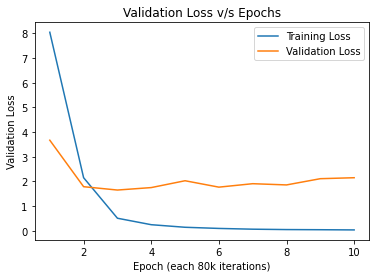 Validation Loss v/s Epochs
Training Loss
Validation Loss
Validation Loss
8
7
6
5
4
3
2
1
0
2
4
6
8
10
Epoch (each 80k iterations)